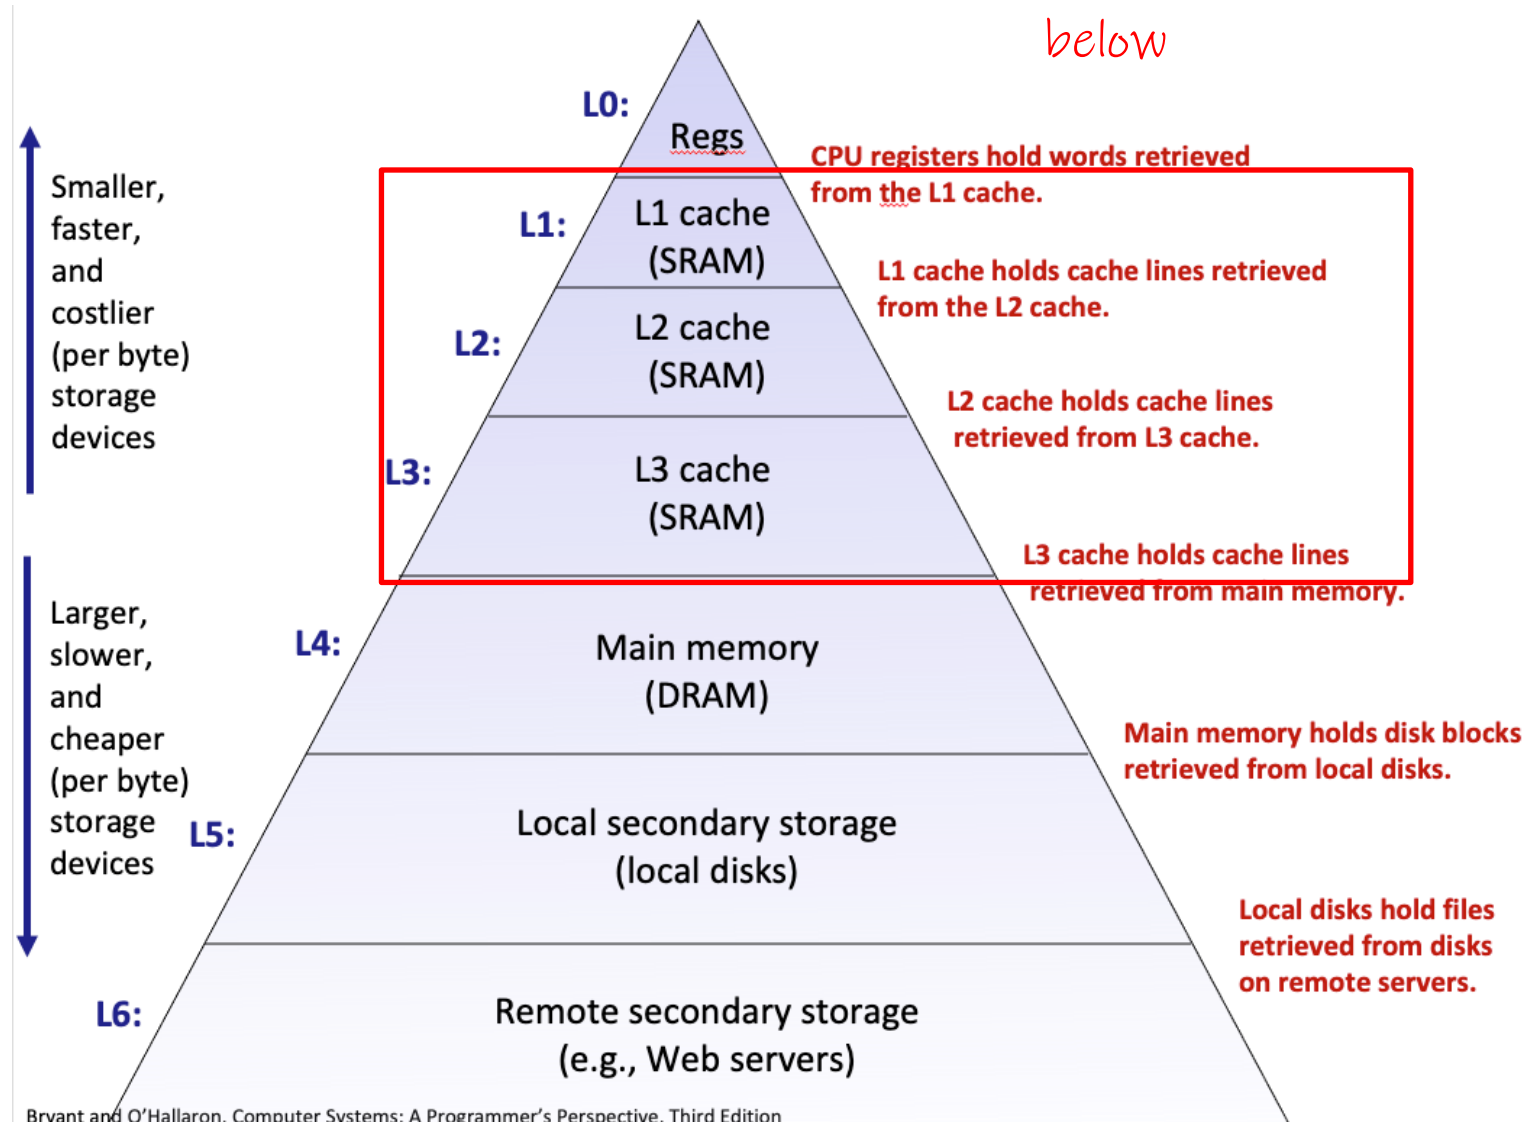 below
L0:
Regs
CPU registers hold words retrieved
from the L1 cache.
Smaller,
faster,
and
costlier
(per byte)
storage
devices
L1:
L1 cache
(SRAM)
L1 cache holds cache lines retrieved
from the L2 cache.
L2:
L2 cache
(SRAM)
L2 cache holds cache lines
retrieved from L3 cache.
L3:
L3 cache
(SRAM)
L3 cache holds cache lines
retrieved from main memory.
Larger,
slower,
and
cheaper
(per byte)
storage
devices
L4:
Main memory
(DRAM)
Main memory holds disk blocks
retrieved from local disks.
L5:
Local secondary storage
(local disks)
Local disks hold files
retrieved from disks
on remote servers.
L6:
Remote secondary storage
(e.g., Web servers)
Bryant and O'Hallaron, Computer Systems: A Programmer's Perspective, Third Edition